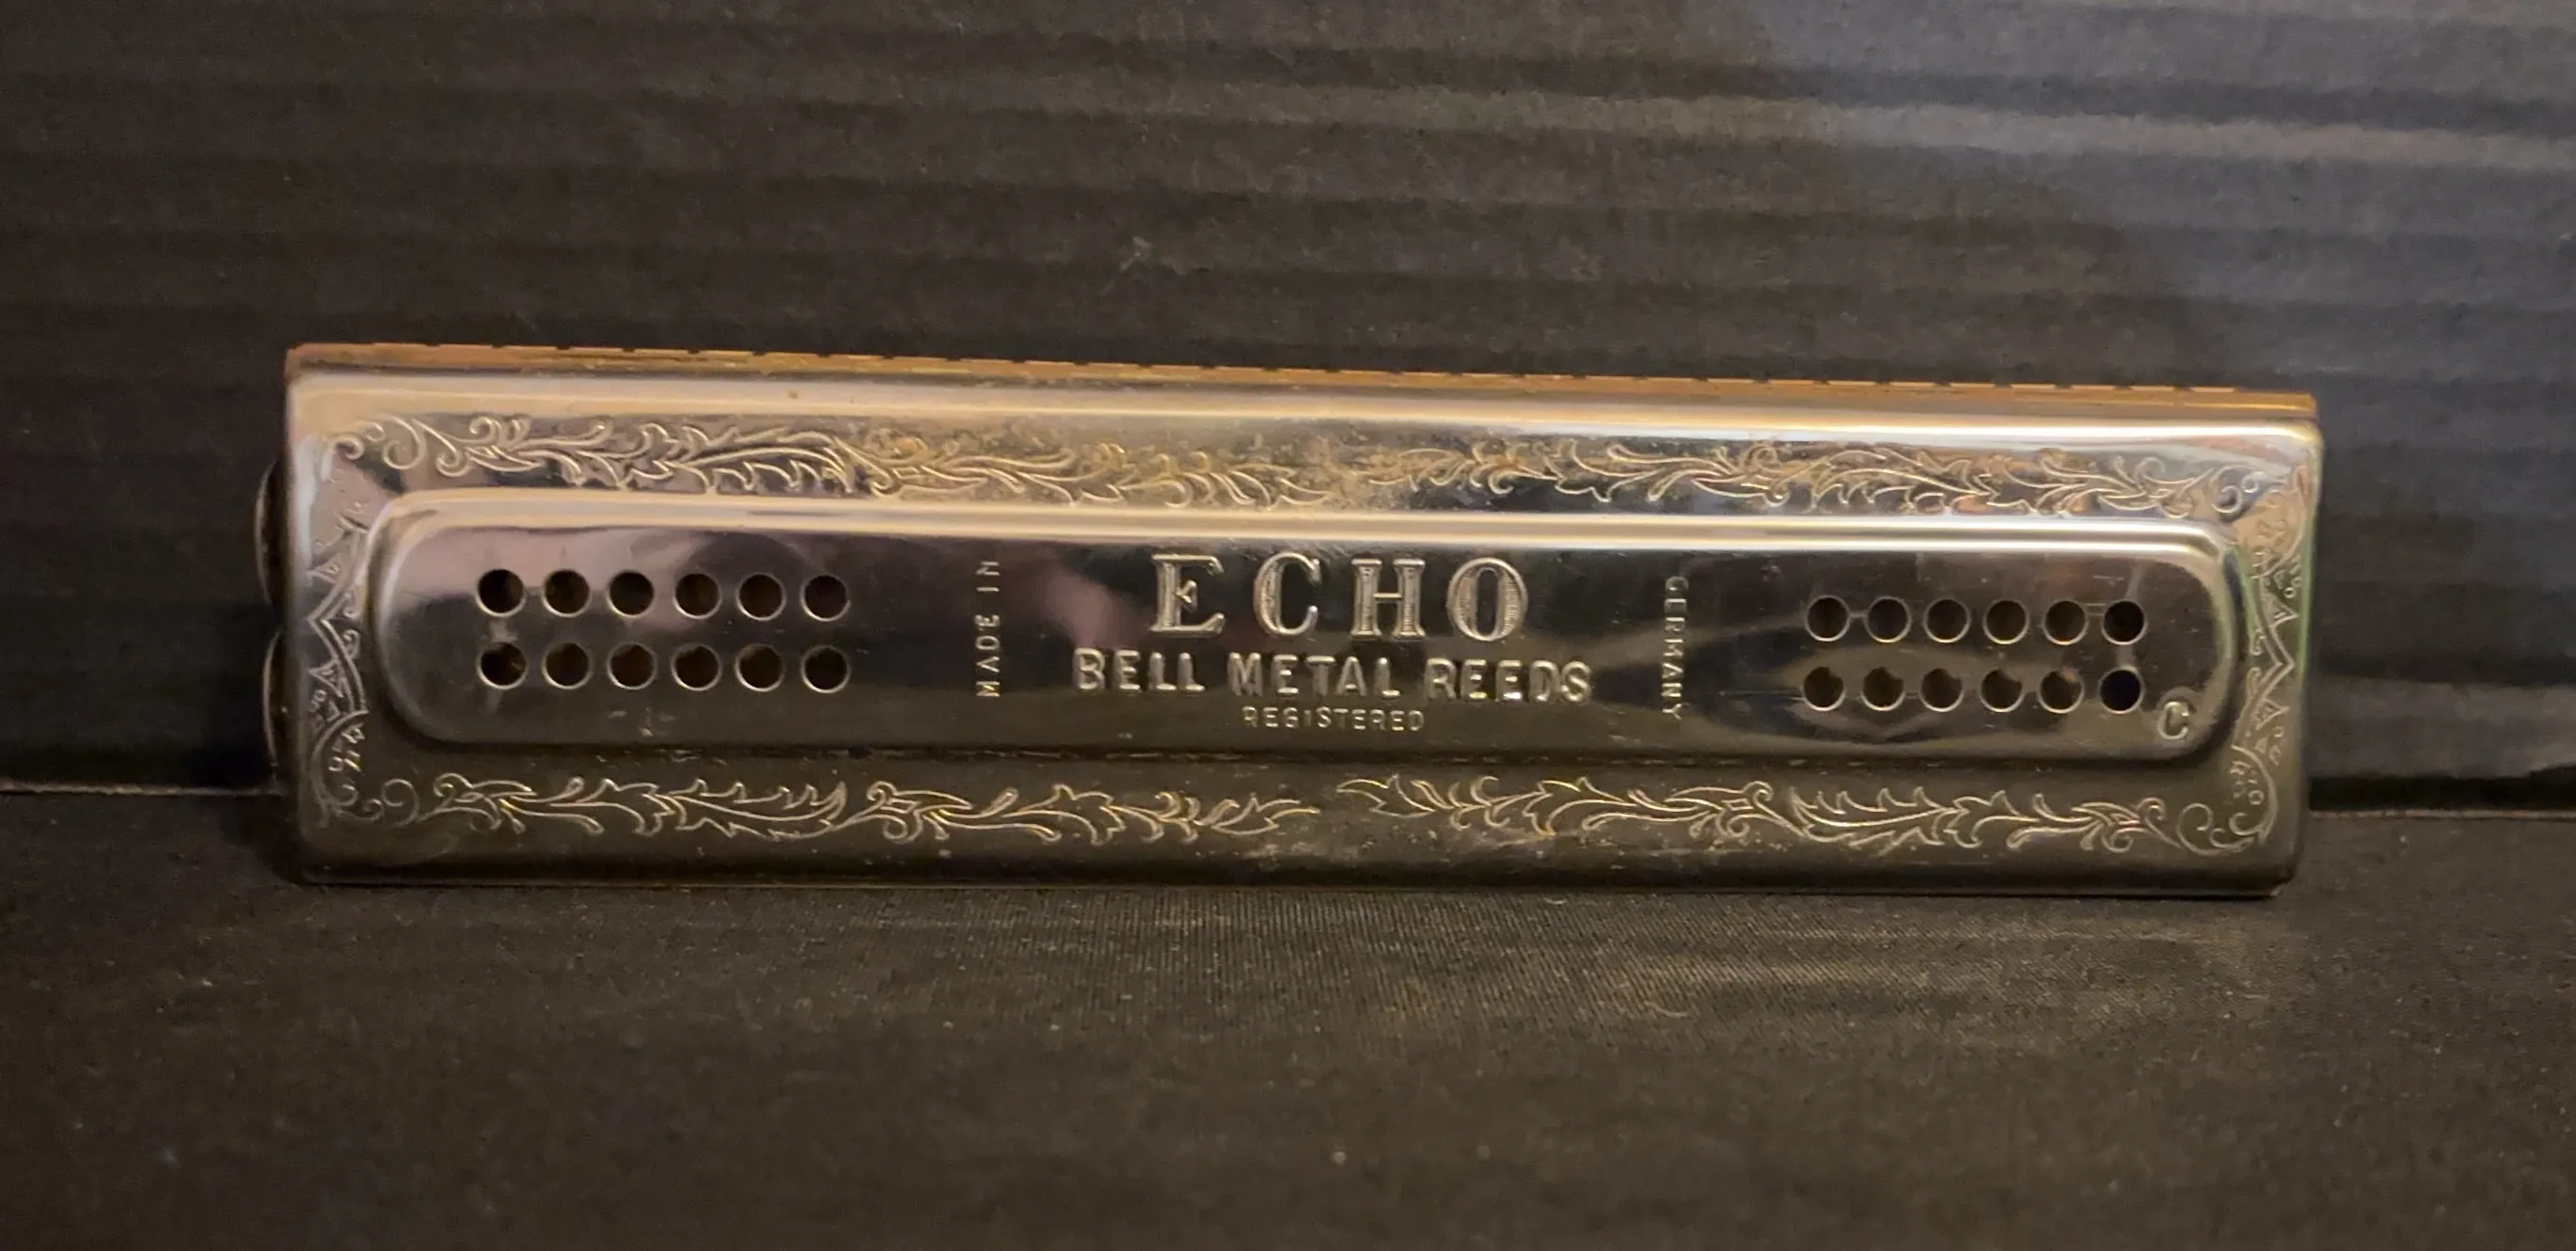 MADE IN
ECHO
BELL METAL REEDS
REGISTERED
GERMANY
C